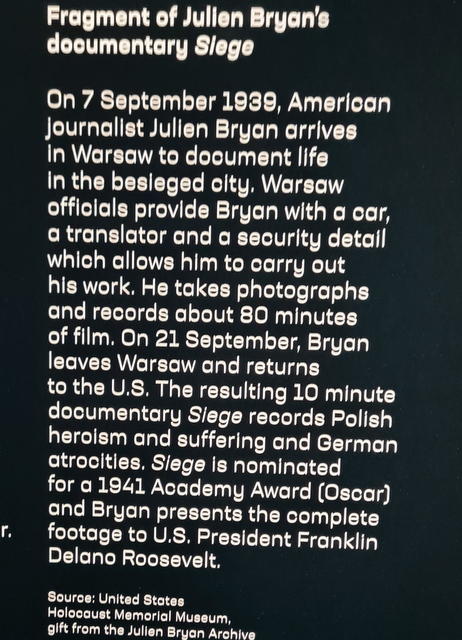 Fragment of Julien Bryan's
documentary Siege
On 7 September 1939, American
journalist Julien Bryan arrives
in Warsaw to document life
in the besieged city. Warsaw
officials provide Bryan with a car,
a translator and a security detail
which allows him to carry out
his work. He takes photographs
and records about 80 minutes
of film. On 21 September, Bryan
leaves Warsaw and returns
to the U.S. The resulting 10 minute
documentary Siege records Polish
heroism and suffering and German
atrocities. Siege is nominated
for a 1941 Academy Award (Oscar)
and Bryan presents the complete
r.
footage to U.S. President Franklin
Delano Roosevelt.
Source: United States
Holocaust Memorial Museum,
gift from the Julien Bryan Archive